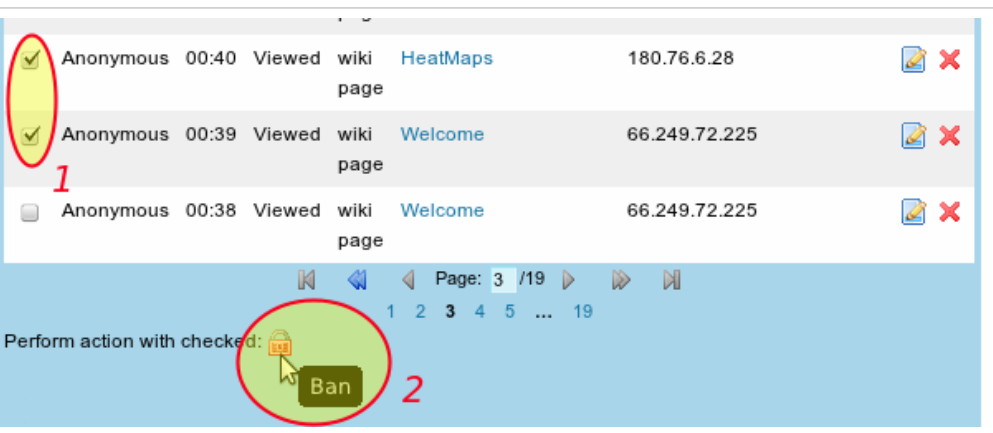 Anonymous 00:40 Viewed wiki page HeatMaps 180.76.6.28
1
Anonymous 00:39 Viewed wiki page Welcome 66.249.72.225
Anonymous 00:38 Viewed wiki page Welcome 66.249.72.225
Page: 3 /19
1 2 3 4 5 ... 19
Perform action with checked:
Ban 2